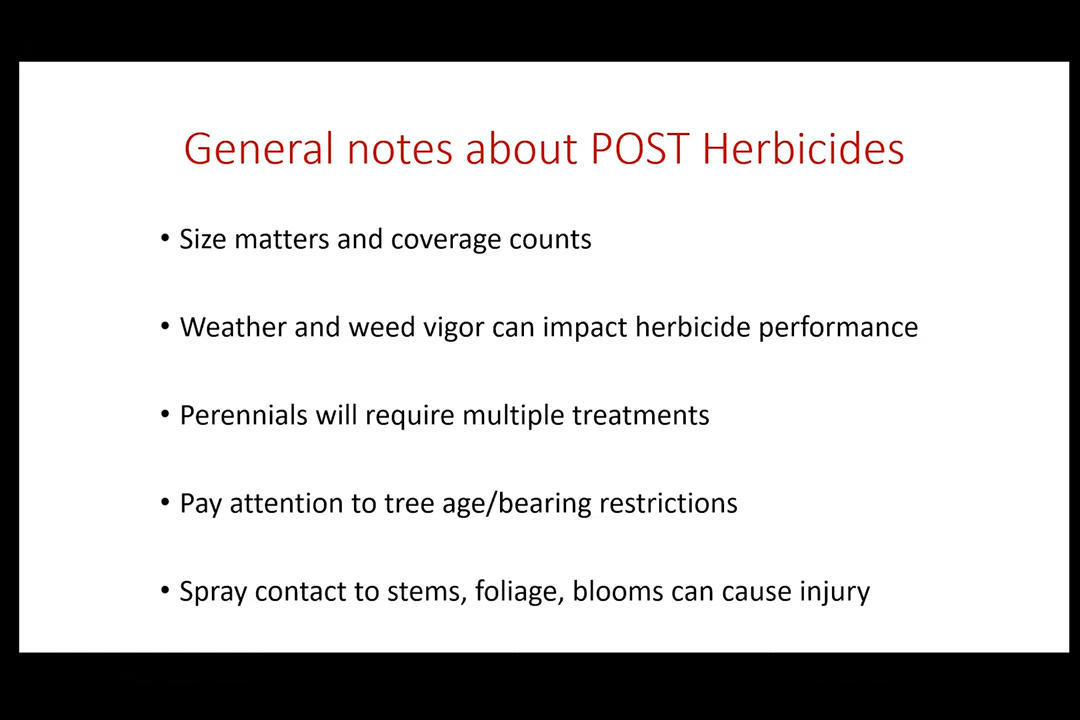 General notes about POST Herbicides
• Size matters and coverage counts
• Weather and weed vigor can impact herbicide performance
• Perennials will require multiple treatments
• Pay attention to tree age/bearing restrictions
• Spray contact to stems, foliage, blooms can cause injury